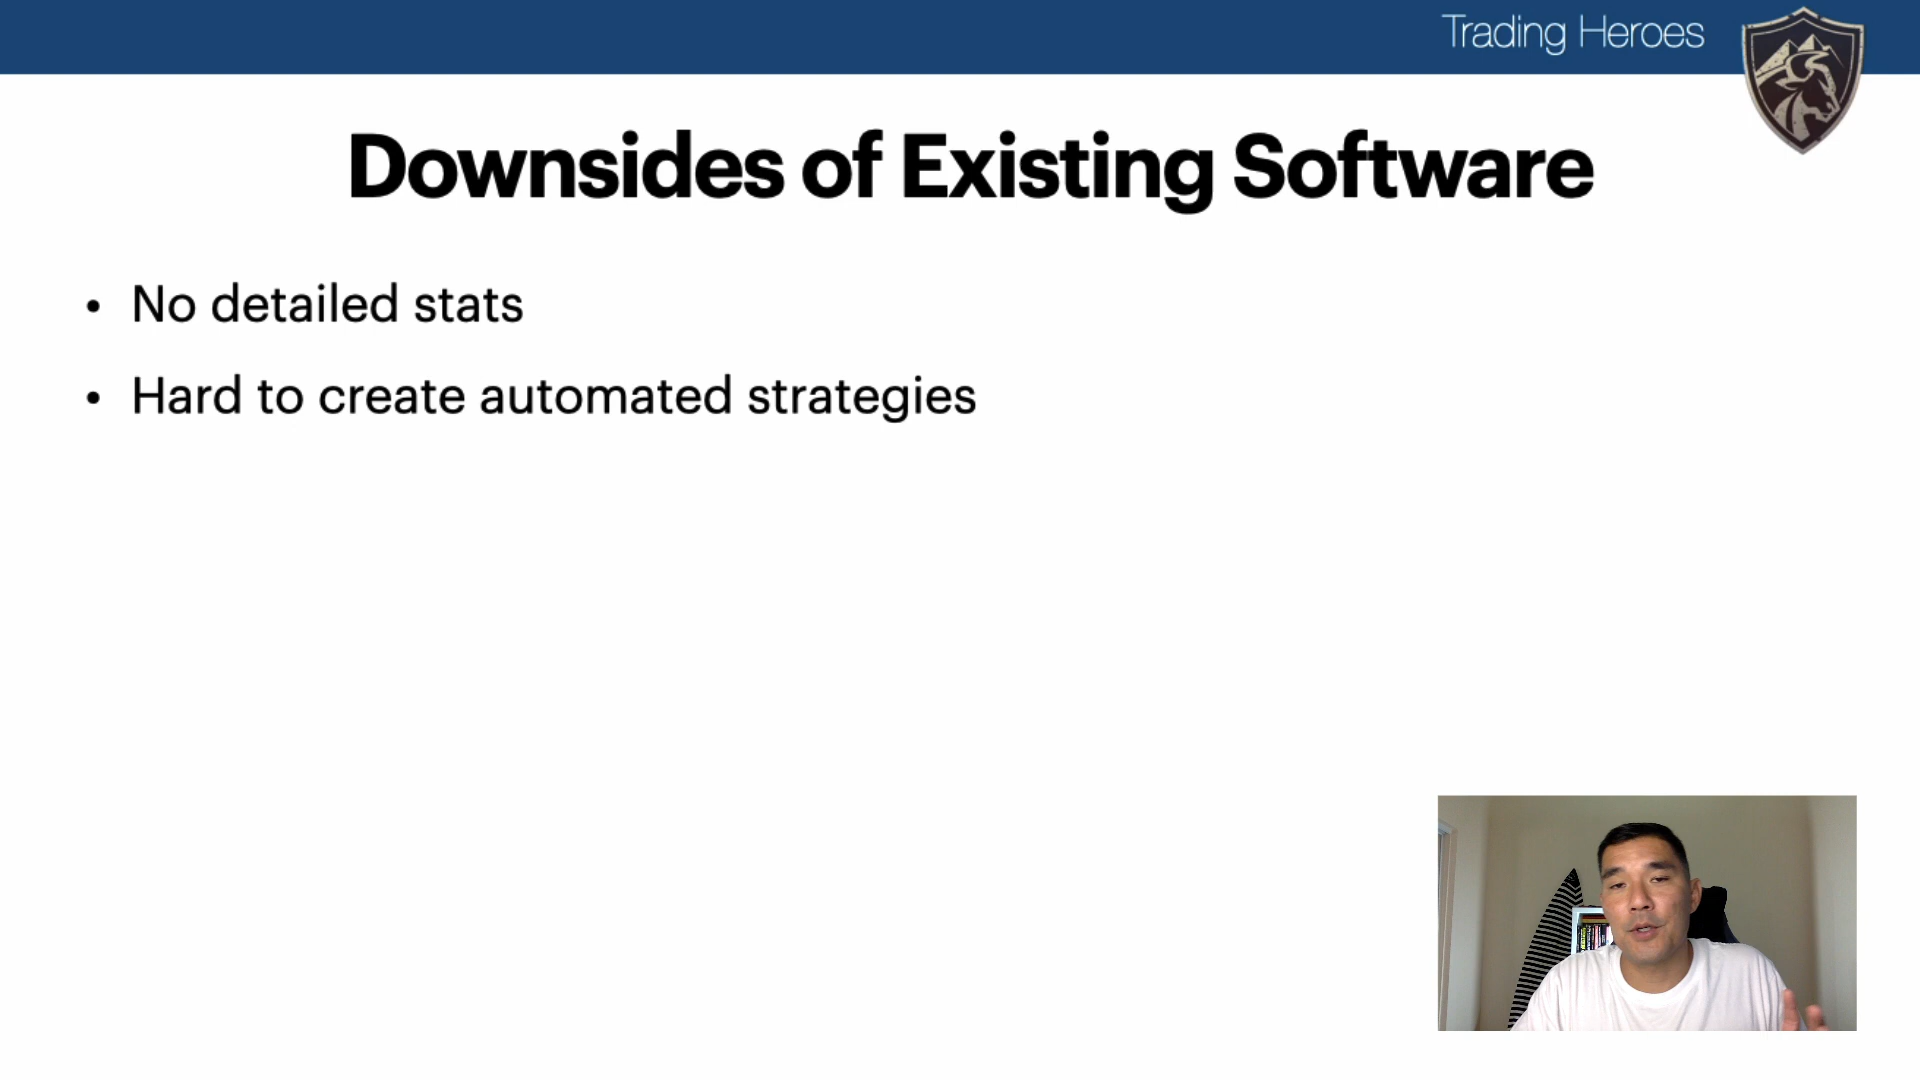 Trading Heroes
Downsides of Existing Software
• No detailed stats
• Hard to create automated strategies